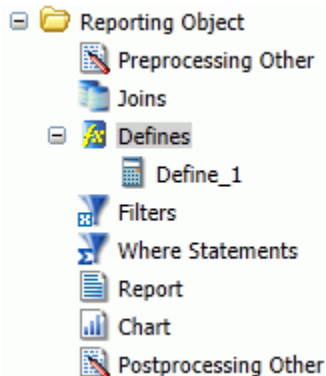 Reporting Object
Preprocessing Other
Joins
Defines
Define_1
Filters
Where Statements
Report
Chart
Postprocessing Other